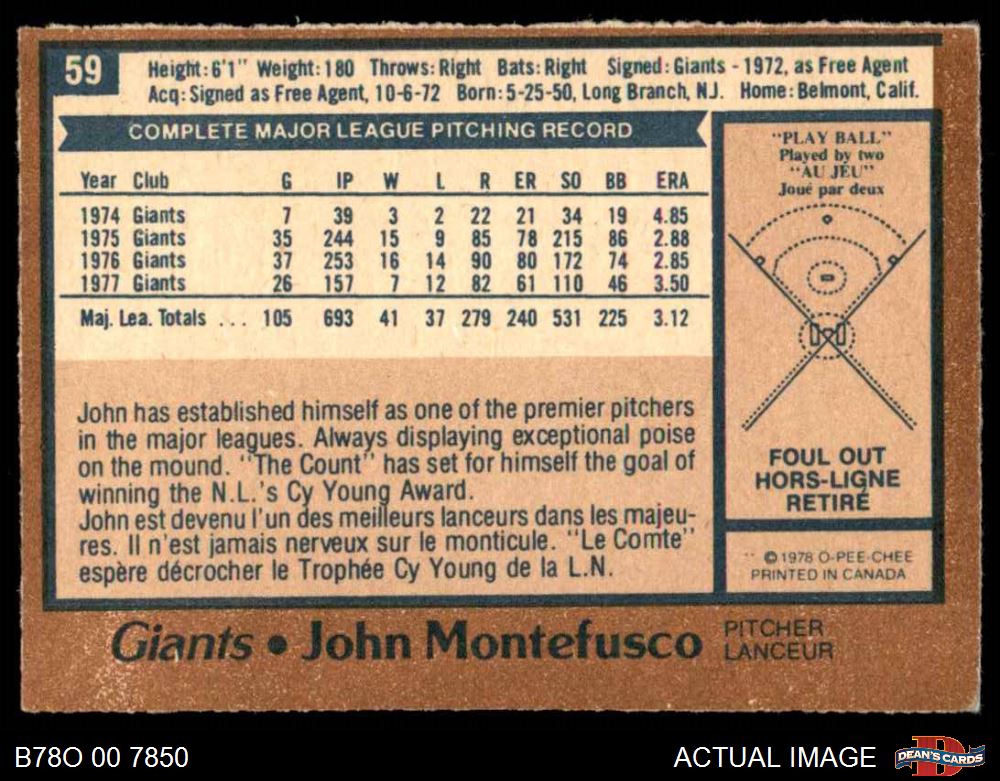 59
Height: 6'1" Weight: 180 Throws: Right Bats: Right Signed: Giants - 1972, as Free Agent
Acq: Signed as Free Agent, 10-6-72 Born: 5-25-50, Long Branch, NJ. Home: Belmont, Calif.
COMPLETE MAJOR LEAGUE PITCHING RECORD
Year Club G IP W L R ER SO BB ERA
1974 Giants 7 39 3 2 22 21 34 19 4.85
1975 Giants 35 244 15 9 85 78 215 86 2.88
1976 Giants 37 253 16 14 90 80 172 74 2.85
1977 Giants 26 157 7 12 82 61 110 46 3.50
Maj. Lea. Totals ... 105 693 41 37 279 240 531 225 3.12
John has established himself as one of the premier pitchers
in the major leagues. Always displaying exceptional poise
on the mound. "The Count" has set for himself the goal of
winning the N.L.'s Cy Young Award.
John est devenu l'un des meilleurs lanceurs dans les majeu-
res. Il n'est jamais nerveux sur le monticule. "Le Comte"
espère décrocher le Trophée Cy Young de la L.N.
"PLAY BALL"
Played by two
"AU JEU"
Joué par deux
FOUL OUT
HORS-LIGNE
RETIRÉ
©1978 O-PEE-CHEE
PRINTED IN CANADA
Giants • John Montefusco PITCHER
LANCEUR
B78O 00 7850
ACTUAL IMAGE
D
DEAN'S CARDS